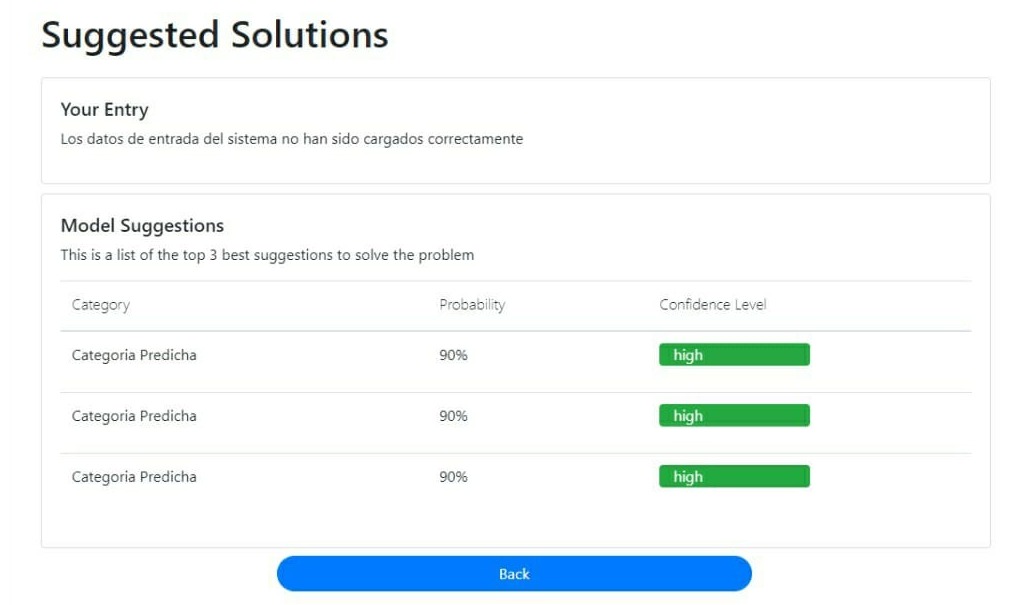 Suggested Solutions
Your Entry
Los datos de entrada del sistema no han sido cargados correctamente
Model Suggestions
This is a list of the top 3 best suggestions to solve the problem
Category Probability Confidence Level
Categoria Predicha 90% high
Categoria Predicha 90% high
Categoria Predicha 90% high
Back